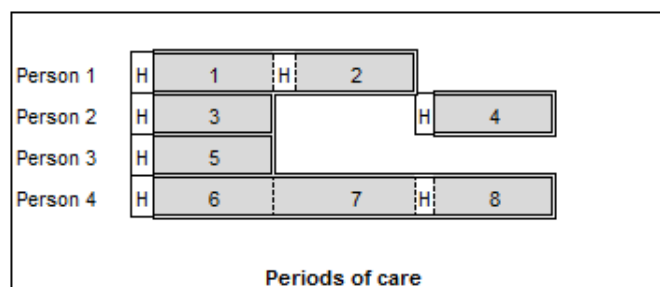 Person 1 H 1 H 2
Person 2 H 3 H 4
Person 3 H 5
Person 4 H 6 7 H 8
Periods of care